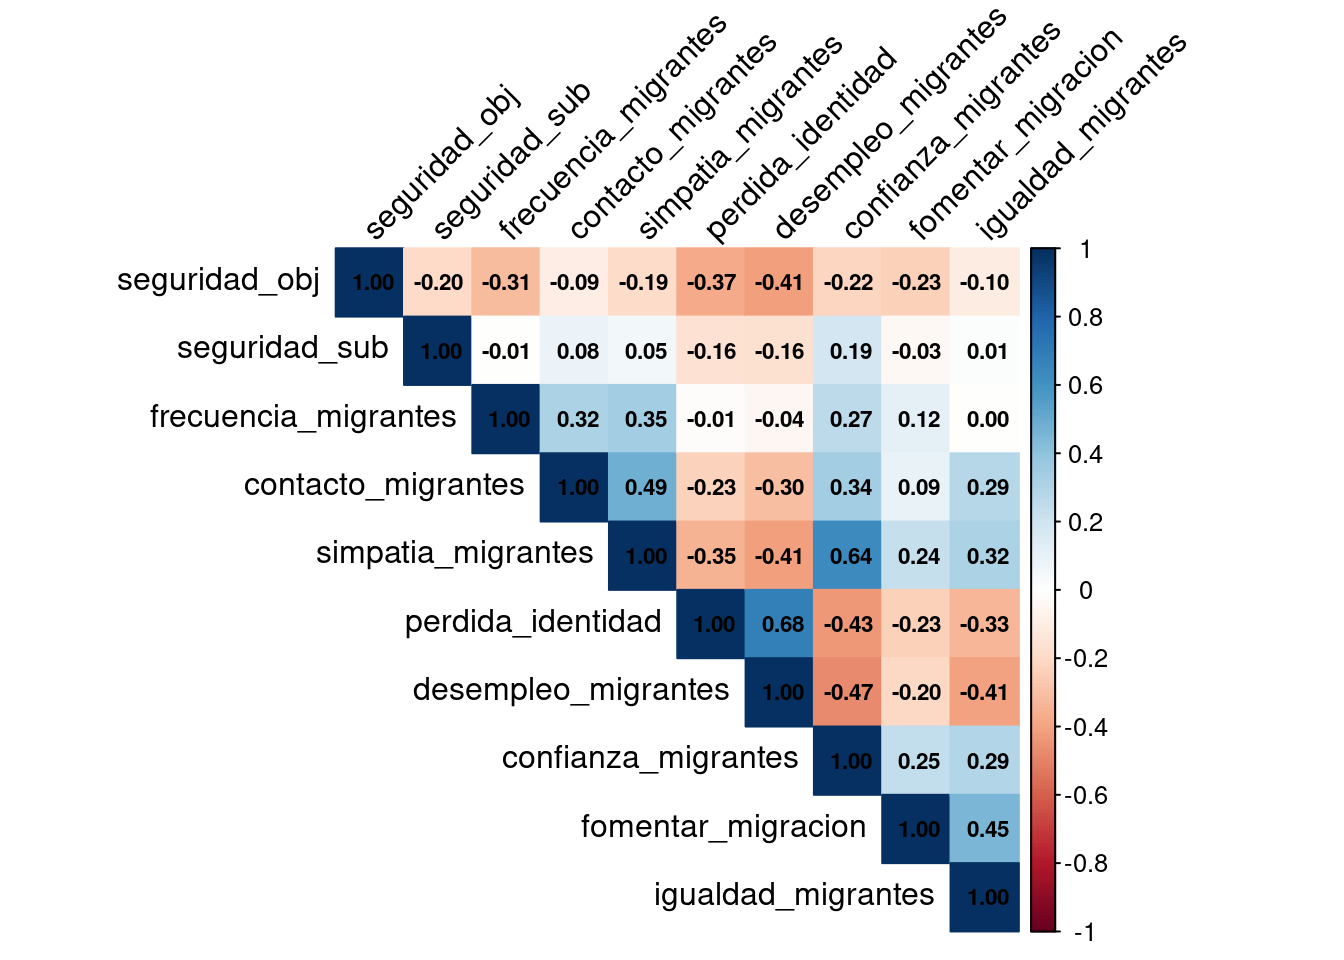 seguridad_obj
seguridad_sub
frecuencia_migrantes
contacto_migrantes
simpatia_migrantes
perdida_identidad
desempleo_migrantes
confianza_migrantes
fomentar_migracion
igualdad_migrantes
seguridad_obj 1.00 -0.20 -0.31 -0.09 -0.19 -0.37 -0.41 -0.22 -0.23 -0.10
seguridad_sub 1.00 -0.01 0.08 0.05 -0.16 -0.16 0.19 -0.03 0.01
frecuencia_migrantes 1.00 0.32 0.35 -0.01 -0.04 0.27 0.12 0.00
contacto_migrantes 1.00 0.49 -0.23 -0.30 0.34 0.09 0.29
simpatia_migrantes 1.00 -0.35 -0.41 0.64 0.24 0.32
perdida_identidad 1.00 0.68 -0.43 -0.23 -0.33
desempleo_migrantes 1.00 -0.47 -0.20 -0.41
confianza_migrantes 1.00 0.25 0.29
fomentar_migracion 1.00 0.45
igualdad_migrantes 1.00
1
0.8
0.6
0.4
0.2
0
-0.2
-0.4
-0.6
-0.8
-1